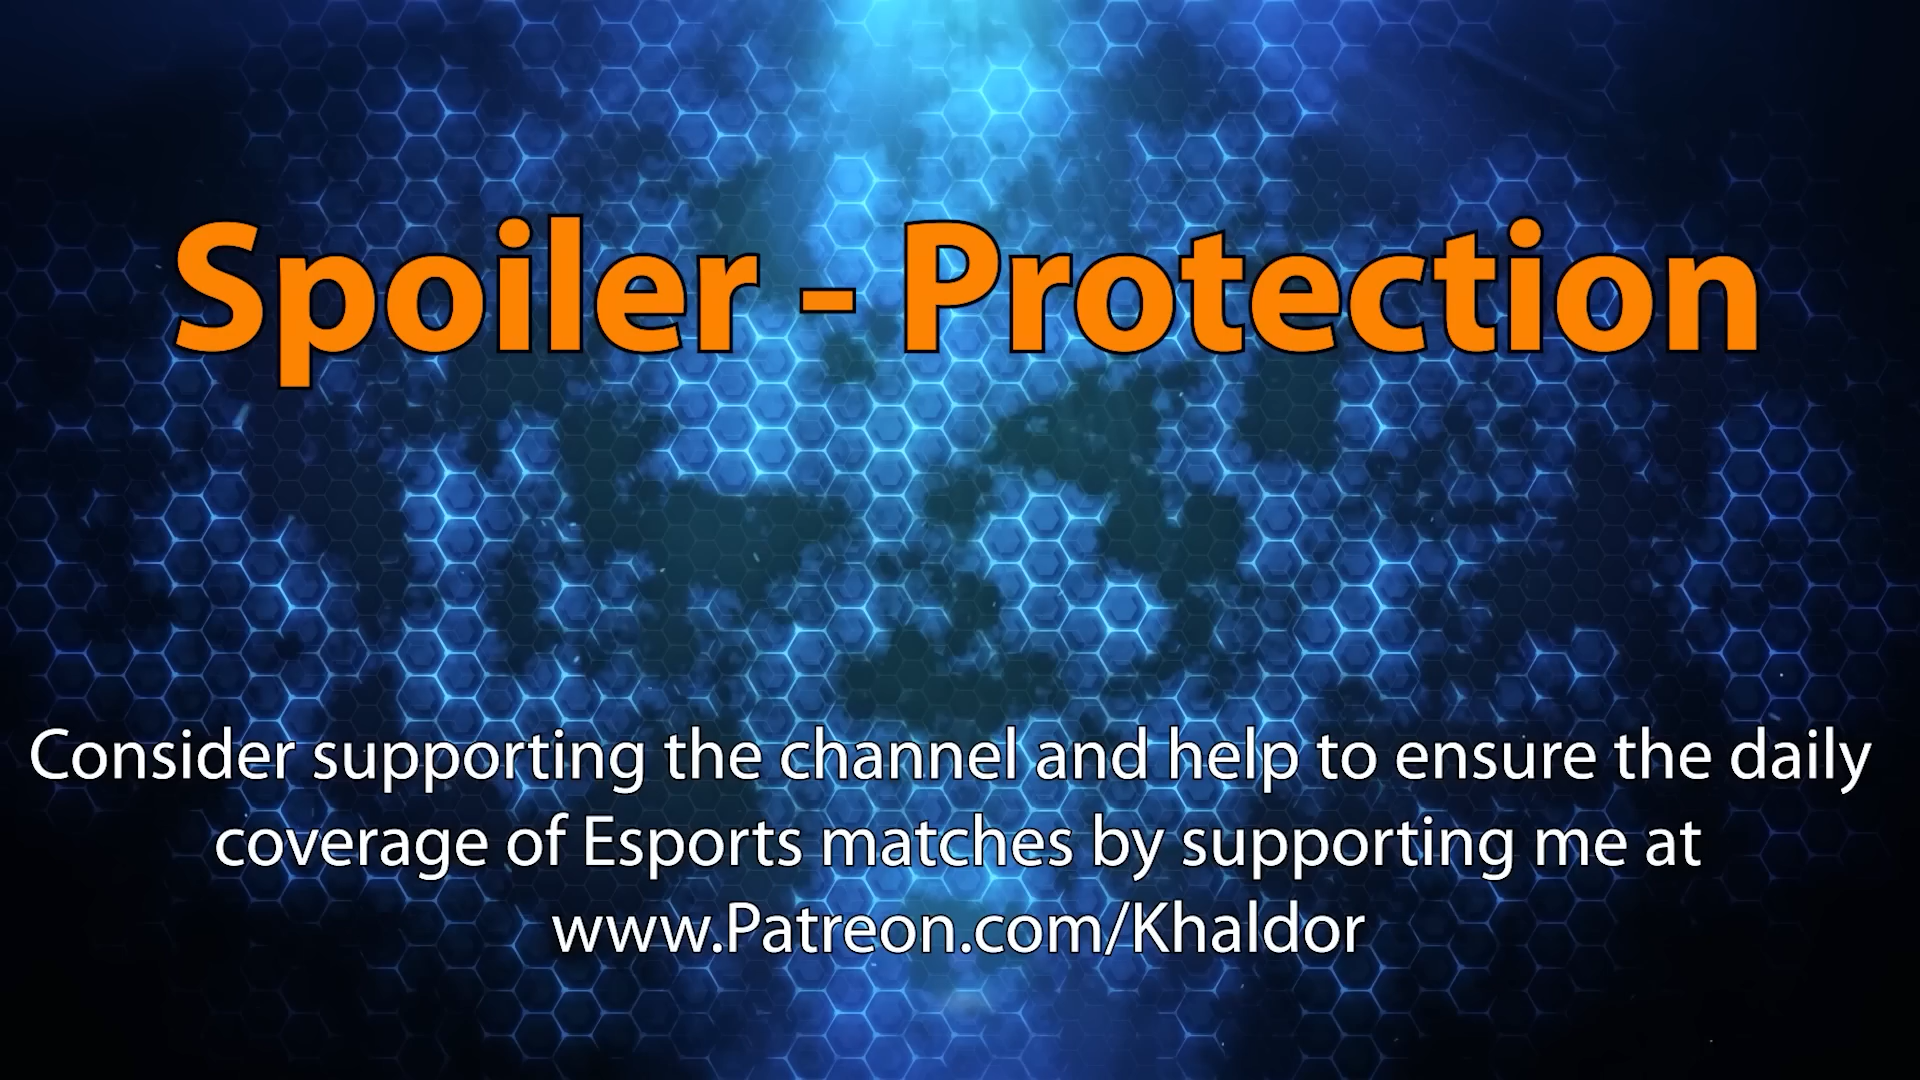 Spoiler - Protection
Consider supporting the channel and help to ensure the daily
coverage of Esports matches by supporting me at
www.Patreon.com/Khaldor